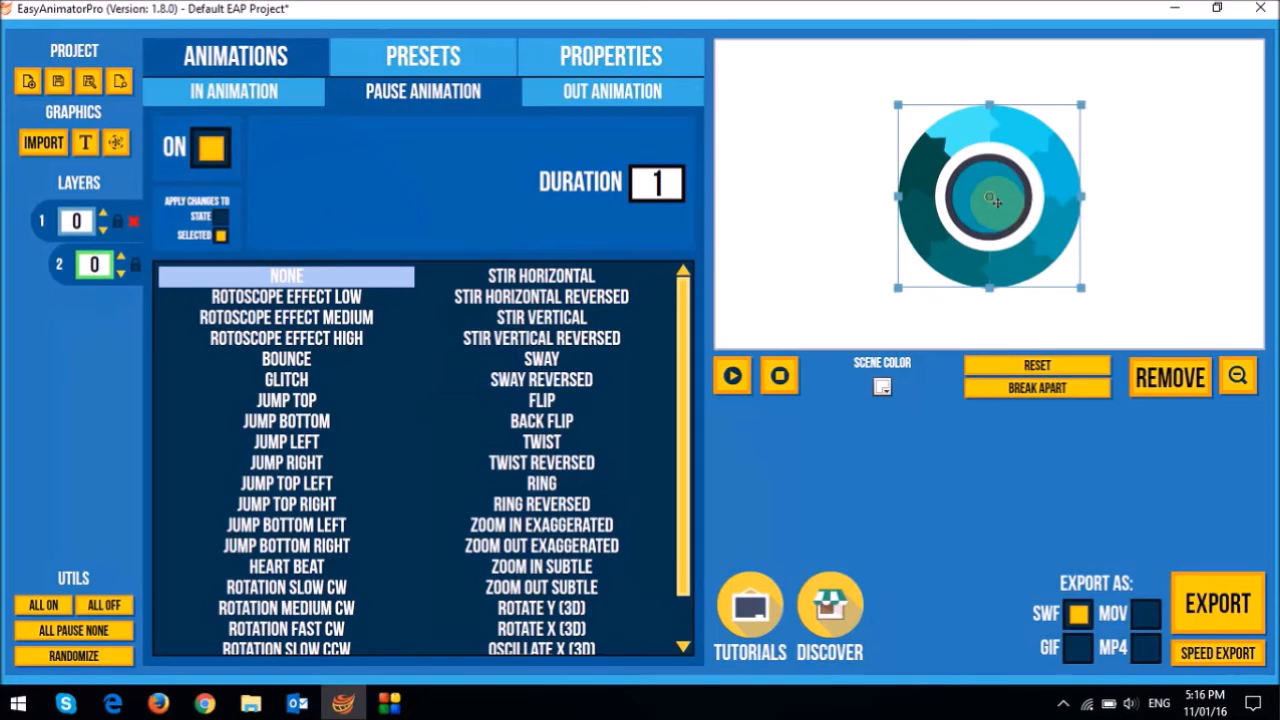 EasyAnimatorPro (Version: 1.8.0) - Default EAP Project*
PROJECT
GRAPHICS
IMPORT
T
LAYERS
1 0
2 0
UTILS
ALL ON ALL OFF
ALL PAUSE NONE
RANDOMIZE
ANIMATIONS PRESETS PROPERTIES
IN ANIMATION PAUSE ANIMATION OUT ANIMATION
ON
DURATION 1
APPLY CHANGES TO
STATE
SELECTED
NONE STIR HORIZONTAL
ROTOSCOPE EFFECT LOW STIR HORIZONTAL REVERSED
ROTOSCOPE EFFECT MEDIUM STIR VERTICAL
ROTOSCOPE EFFECT HIGH STIR VERTICAL REVERSED
BOUNCE SWAY
GLITCH SWAY REVERSED
JUMP TOP FLIP
JUMP BOTTOM BACK FLIP
JUMP LEFT TWIST
JUMP RIGHT TWIST REVERSED
JUMP TOP LEFT RING
JUMP TOP RIGHT RING REVERSED
JUMP BOTTOM LEFT ZOOM IN EXAGGERATED
JUMP BOTTOM RIGHT ZOOM OUT EXAGGERATED
HEART BEAT ZOOM IN SUBTLE
ROTATION SLOW CW ZOOM OUT SUBTLE
ROTATION MEDIUM CW ROTATE Y (3D)
ROTATION FAST CW ROTATE X (3D)
ROTATION SLOW CCW OSCILLATE X (3D)
SCENE COLOR
RESET
BREAK APART
REMOVE
TUTORIALS DISCOVER
EXPORT AS:
SWF MOV
GIF MP4
EXPORT
SPEED EXPORT
ENG
5:16 PM
11/01/16